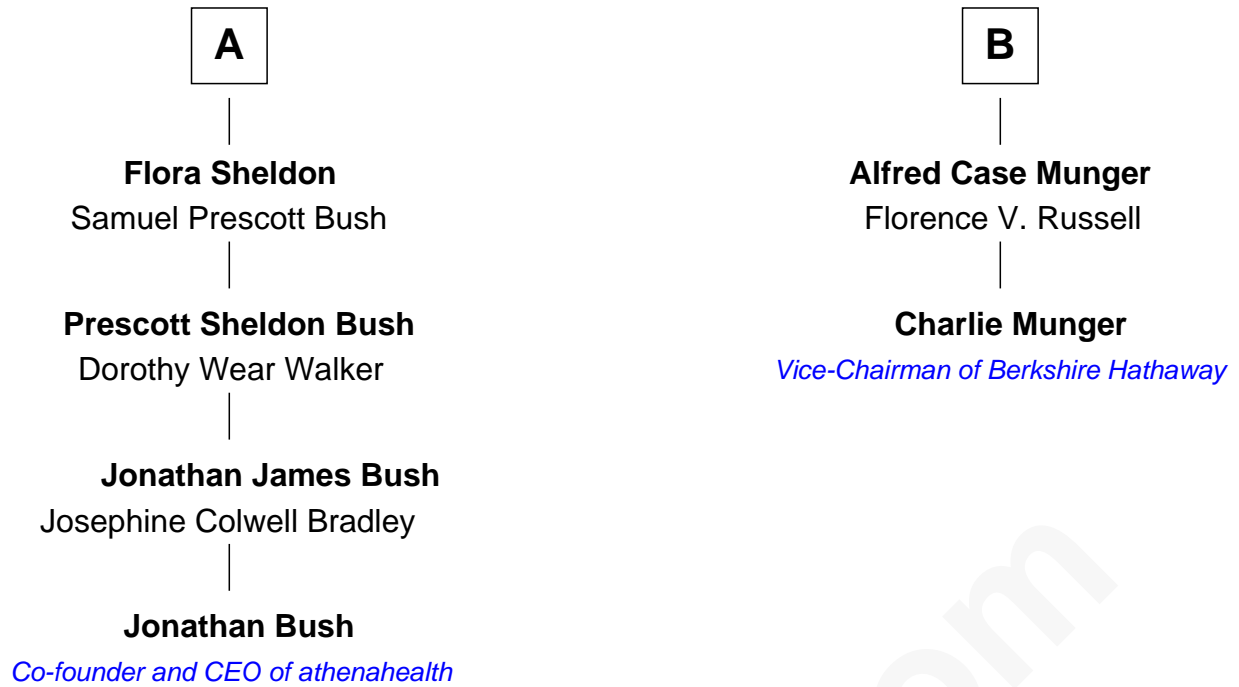 A
Flora Sheldon
Samuel Prescott Bush
Prescott Sheldon Bush
Dorothy Wear Walker
Jonathan James Bush
Josephine Colwell Bradley
Jonathan Bush
Co-founder and CEO of athenahealth
B
Alfred Case Munger
Florence V. Russell
Charlie Munger
Vice-Chairman of Berkshire Hathaway